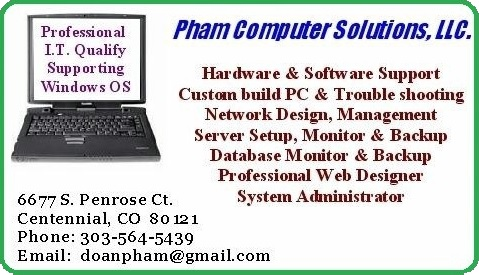 Professional
I.T. Qualify
Supporting
Windows OS
Pham Computer Solutions, LLC.
Hardware & Software Support
Custom build PC & Trouble shooting
Network Design, Management
Server Setup, Monitor & Backup
Database Monitor & Backup
Professional Web Designer
System Administrator
6677 S. Penrose Ct.
Centennial, CO 80121
Phone: 303-564-5439
Email: doanpham@gmail.com